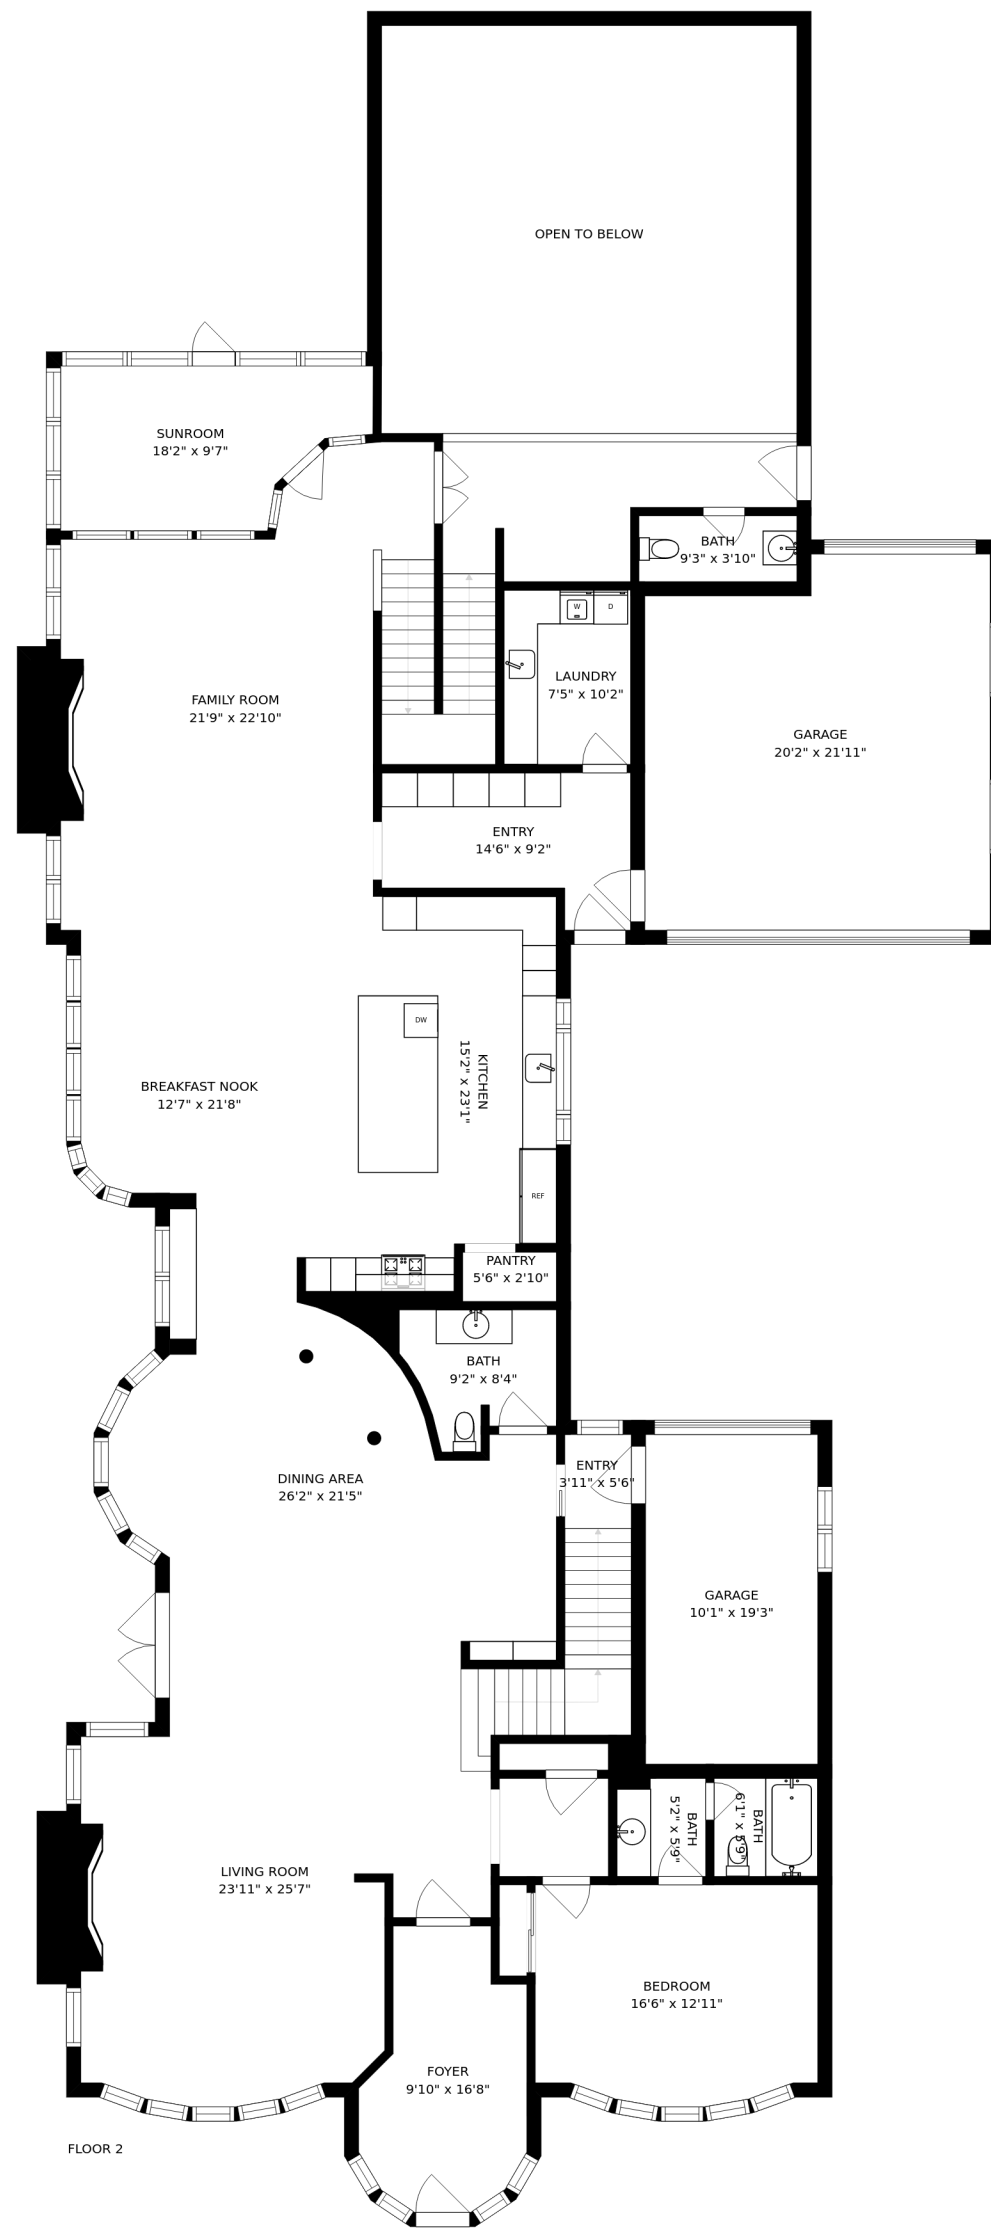 OPEN TO BELOW
SUNROOM
18'2" x 9'7"
BATH
9'3" x 3'10"
W
D
LAUNDRY
7'5" x 10'2"
FAMILY ROOM
21'9" x 22'10"
GARAGE
20'2" x 21'11"
ENTRY
14'6" x 9'2"
DW
KITCHEN
15'2" x 23'1"
BREAKFAST NOOK
12'7" x 21'8"
REF
PANTRY
5'6" x 2'10"
BATH
9'2" x 8'4"
ENTRY
3'11" x 5'6"
DINING AREA
26'2" x 21'5"
GARAGE
10'1" x 19'3"
BATH
5'2" x 5'9"
BATH
6'1" x 5'9"
LIVING ROOM
23'11" x 25'7"
BEDROOM
16'6" x 12'11"
FOYER
9'10" x 16'8"
FLOOR 2